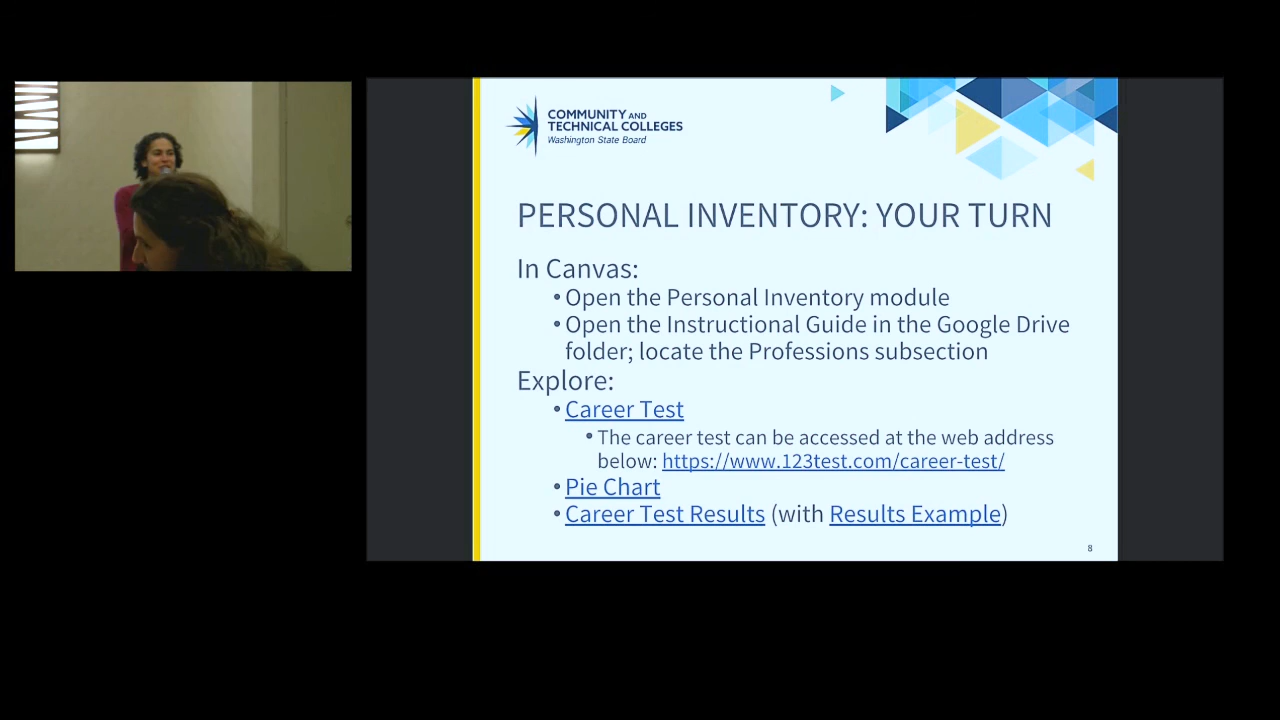 COMMUNITY AND
TECHNICAL COLLEGES
Washington State Board
PERSONAL INVENTORY: YOUR TURN
In Canvas:
•Open the Personal Inventory module
•Open the Instructional Guide in the Google Drive
folder; locate the Professions subsection
Explore:
•Career Test
•The career test can be accessed at the web address
below: https://www.123test.com/career-test/
•Pie Chart
•Career Test Results (with Results Example)
8